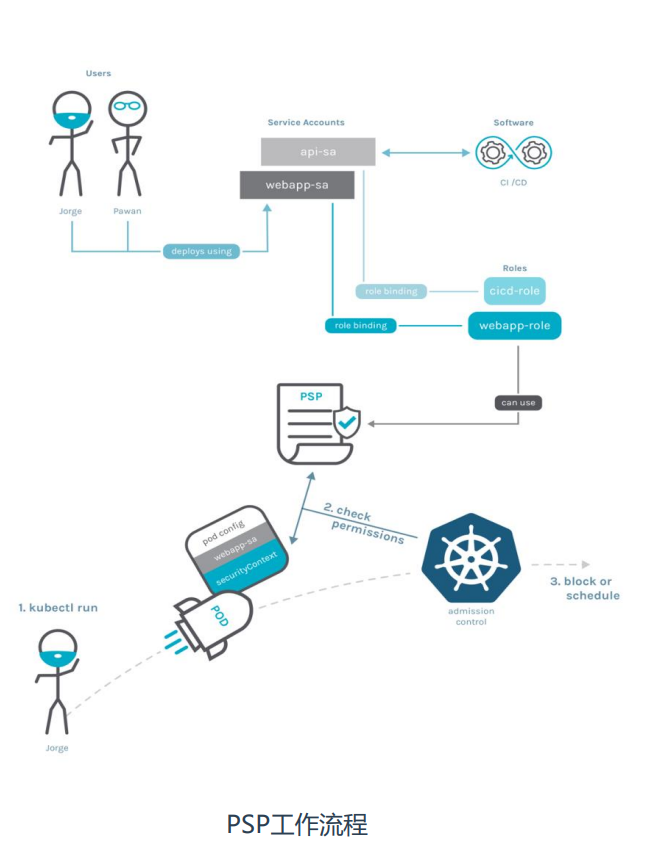 Users
Service Accounts
Software
api-sa
webapp-sa
CI /CD
Jorge
Pawan
deploys using
Roles
role binding
cicd-role
role binding
webapp-role
PSP
can use
pod config
webapp-sa
securityContext
POD
2. check
permissions
admission
control
3. block or
schedule
1. kubectl run
Jorge
PSP工作流程